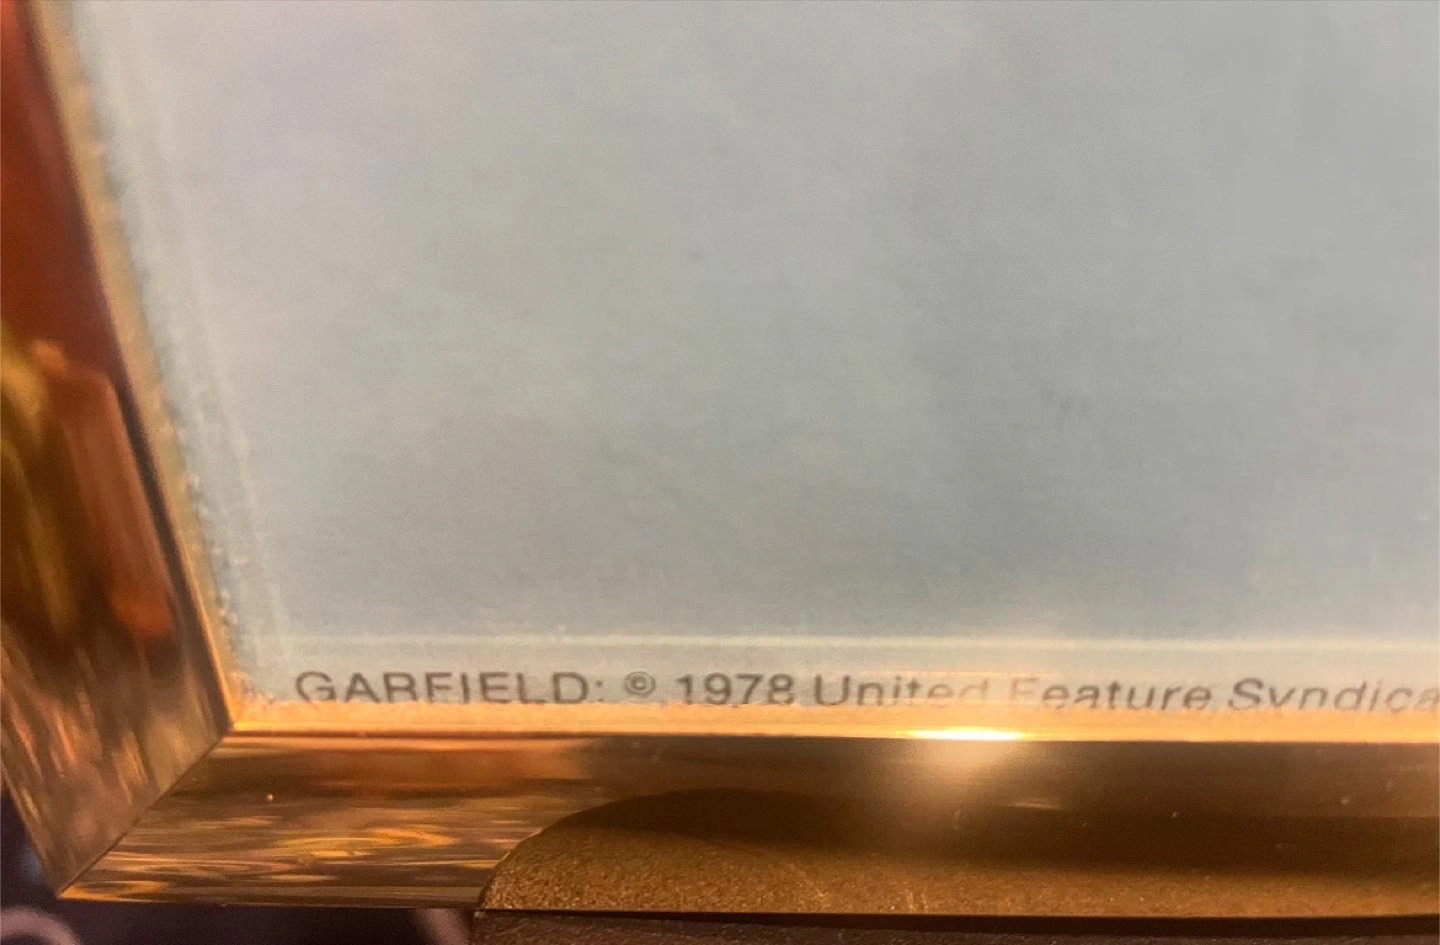 GARFIELD: © 1978 United Feature Syndica